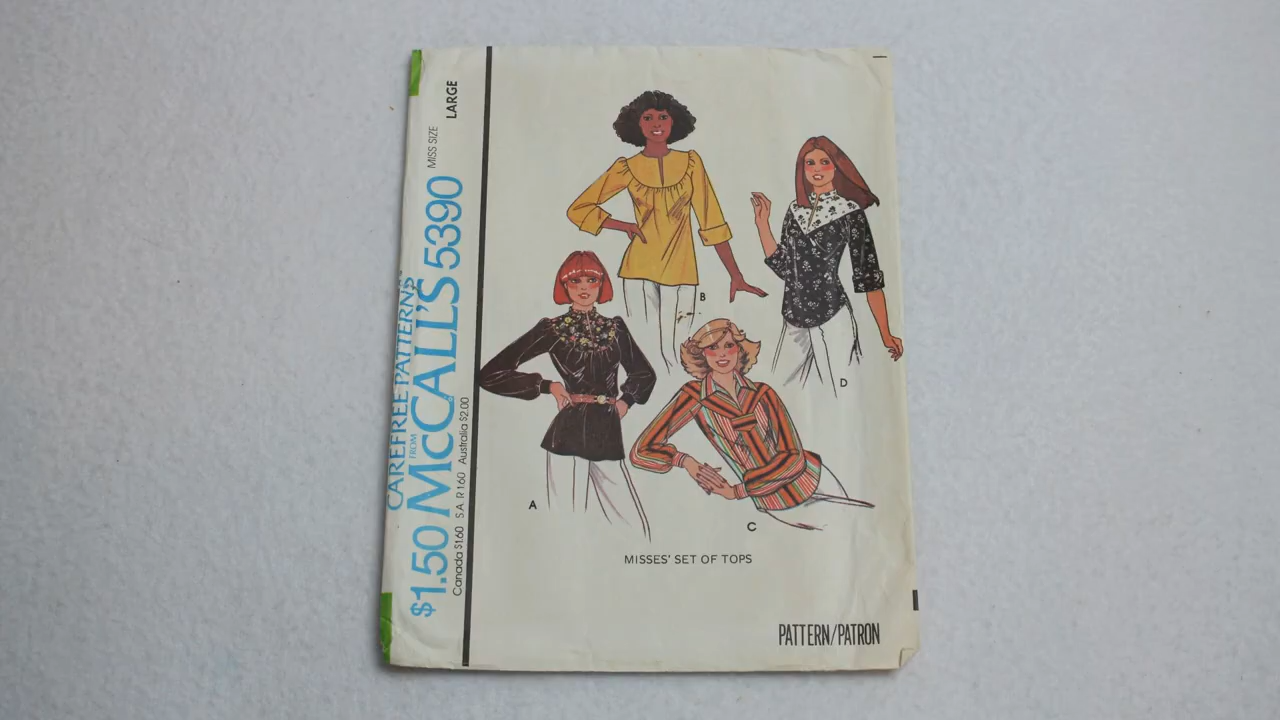 CAREFREE PATTERNS
FROM
$1.50 McCALL'S 5390
MISS SIZE LARGE
Canada $1.60 S.A. R1.60 Australia $2.00
B
D
A
C
MISSES' SET OF TOPS
PATTERN/PATRON